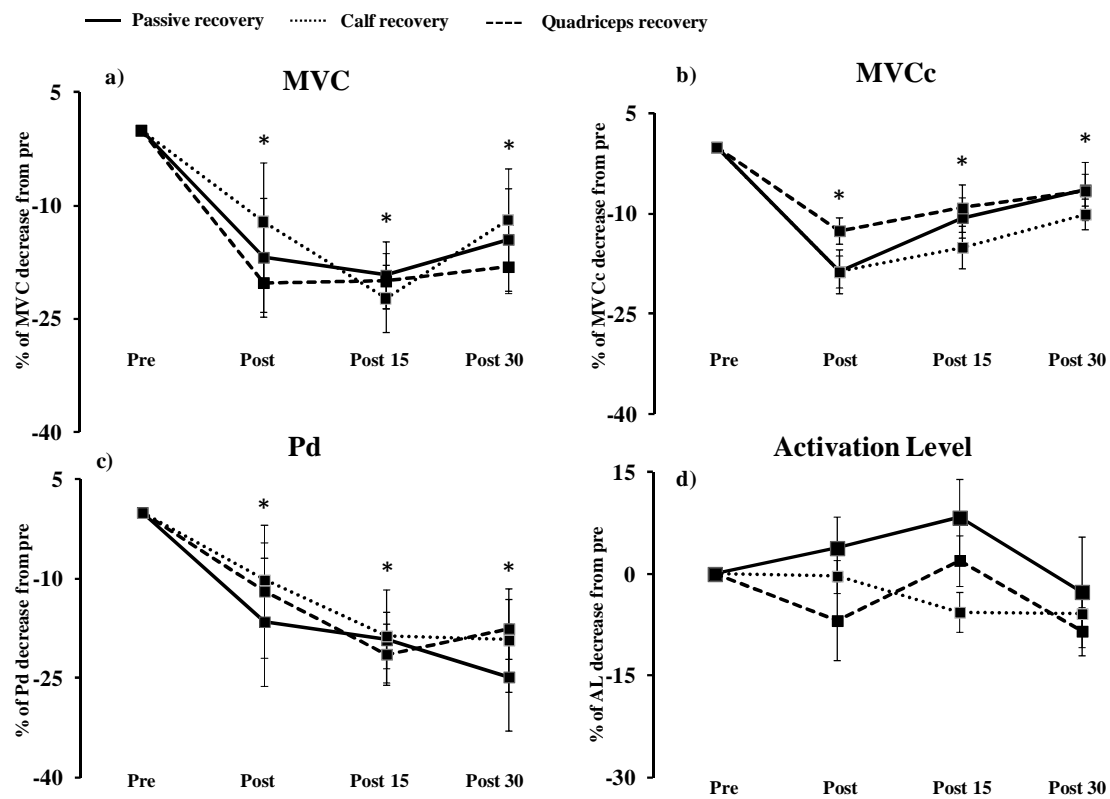 Passive recovery
Calf recovery
Quadriceps recovery
a)
MVC
5
-10
-25
-40
% of MVC decrease from pre
*
*
*
Pre
Post
Post 15
Post 30
b)
MVCc
5
-10
-25
-40
% of MVCc decrease from pre
*
*
*
Pre
Post
Post 15
Post 30
c)
Pd
5
-10
-25
-40
% of Pd decrease from pre
*
*
*
Pre
Post
Post 15
Post 30
d)
Activation Level
15
0
-15
-30
% of AL decrease from pre
Pre
Post
Post 15
Post 30